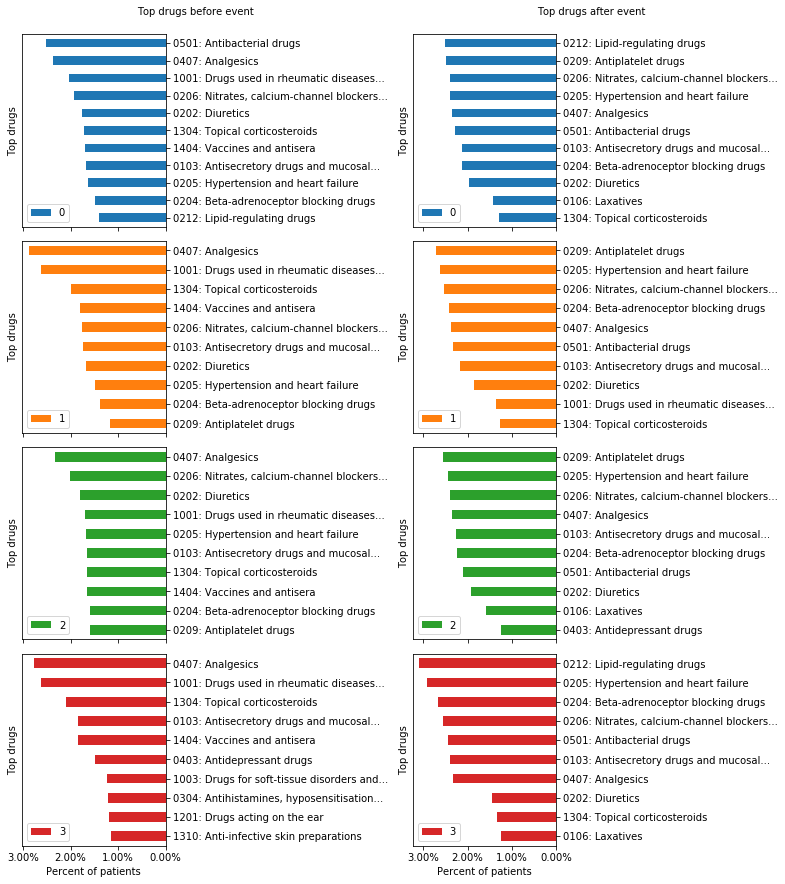 Top drugs before event
Top drugs
0501: Antibacterial drugs
0407: Analgesics
1001: Drugs used in rheumatic diseases...
0206: Nitrates, calcium-channel blockers...
0202: Diuretics
1304: Topical corticosteroids
1404: Vaccines and antisera
0103: Antisecretory drugs and mucosal...
0205: Hypertension and heart failure
0204: Beta-adrenoceptor blocking drugs
0212: Lipid-regulating drugs
0
Top drugs after event
Top drugs
0212: Lipid-regulating drugs
0209: Antiplatelet drugs
0206: Nitrates, calcium-channel blockers...
0205: Hypertension and heart failure
0407: Analgesics
0501: Antibacterial drugs
0103: Antisecretory drugs and mucosal...
0204: Beta-adrenoceptor blocking drugs
0202: Diuretics
0106: Laxatives
1304: Topical corticosteroids
0
Top drugs
0407: Analgesics
1001: Drugs used in rheumatic diseases...
1304: Topical corticosteroids
1404: Vaccines and antisera
0206: Nitrates, calcium-channel blockers...
0103: Antisecretory drugs and mucosal...
0202: Diuretics
0205: Hypertension and heart failure
0204: Beta-adrenoceptor blocking drugs
0209: Antiplatelet drugs
1
Top drugs
0209: Antiplatelet drugs
0205: Hypertension and heart failure
0206: Nitrates, calcium-channel blockers...
0204: Beta-adrenoceptor blocking drugs
0407: Analgesics
0501: Antibacterial drugs
0103: Antisecretory drugs and mucosal...
0202: Diuretics
1001: Drugs used in rheumatic diseases...
1304: Topical corticosteroids
1
Top drugs
0407: Analgesics
0206: Nitrates, calcium-channel blockers...
0202: Diuretics
1001: Drugs used in rheumatic diseases...
0205: Hypertension and heart failure
0103: Antisecretory drugs and mucosal...
1304: Topical corticosteroids
1404: Vaccines and antisera
0204: Beta-adrenoceptor blocking drugs
0209: Antiplatelet drugs
2
Top drugs
0209: Antiplatelet drugs
0205: Hypertension and heart failure
0206: Nitrates, calcium-channel blockers...
0407: Analgesics
0103: Antisecretory drugs and mucosal...
0204: Beta-adrenoceptor blocking drugs
0501: Antibacterial drugs
0202: Diuretics
0106: Laxatives
0403: Antidepressant drugs
2
Top drugs
0407: Analgesics
1001: Drugs used in rheumatic diseases...
1304: Topical corticosteroids
0103: Antisecretory drugs and mucosal...
1404: Vaccines and antisera
0403: Antidepressant drugs
1003: Drugs for soft-tissue disorders and...
0304: Antihistamines, hyposensitisation...
1201: Drugs acting on the ear
1310: Anti-infective skin preparations
3
3.00% 2.00% 1.00% 0.00%
Percent of patients
Top drugs
0212: Lipid-regulating drugs
0205: Hypertension and heart failure
0204: Beta-adrenoceptor blocking drugs
0206: Nitrates, calcium-channel blockers...
0501: Antibacterial drugs
0103: Antisecretory drugs and mucosal...
0407: Analgesics
0202: Diuretics
1304: Topical corticosteroids
0106: Laxatives
3
3.00% 2.00% 1.00% 0.00%
Percent of patients